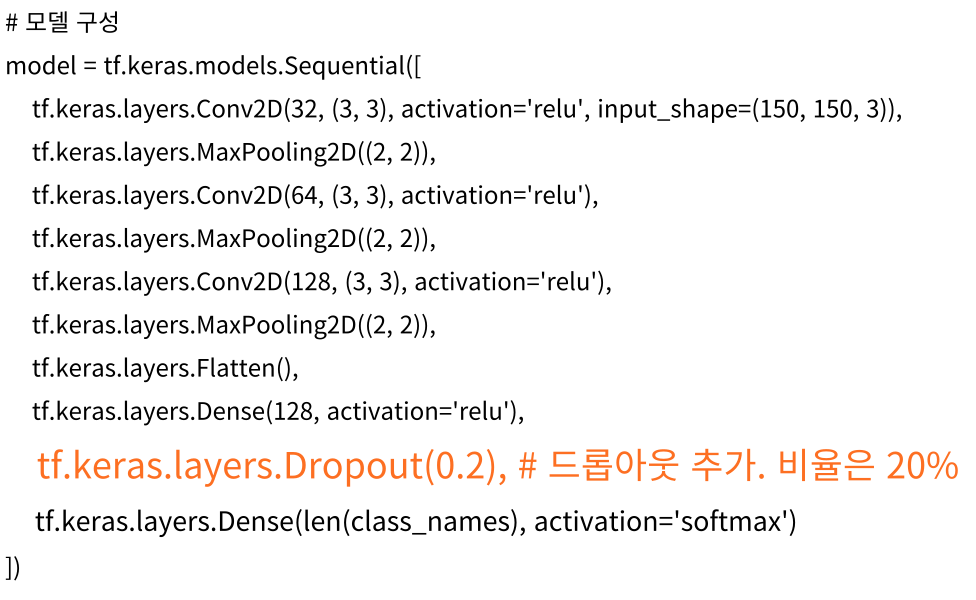 # 모델 구성
model = tf.keras.models.Sequential([
    tf.keras.layers.Conv2D(32, (3, 3), activation='relu', input_shape=(150, 150, 3)),
    tf.keras.layers.MaxPooling2D((2, 2)),
    tf.keras.layers.Conv2D(64, (3, 3), activation='relu'),
    tf.keras.layers.MaxPooling2D((2, 2)),
    tf.keras.layers.Conv2D(128, (3, 3), activation='relu'),
    tf.keras.layers.MaxPooling2D((2, 2)),
    tf.keras.layers.Flatten(),
    tf.keras.layers.Dense(128, activation='relu'),
    tf.keras.layers.Dropout(0.2), # 드롭아웃 추가. 비율은 20%
    tf.keras.layers.Dense(len(class_names), activation='softmax')
])